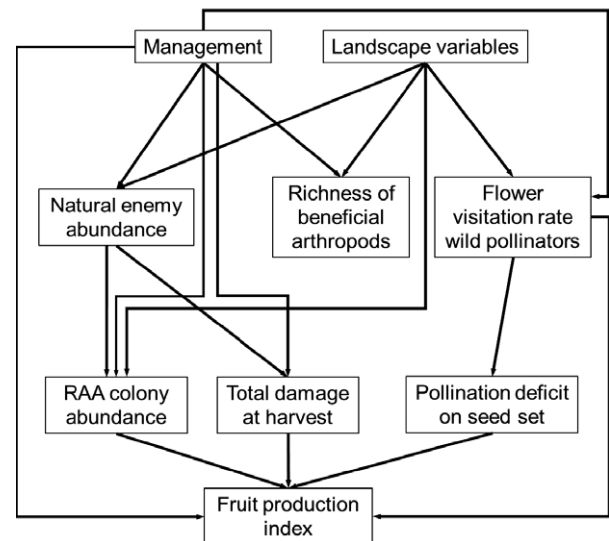 Management
Landscape variables
Natural enemy
abundance
Richness of
beneficial
arthropods
Flower
visitation rate
wild pollinators
RAA colony
abundance
Total damage
at harvest
Pollination deficit
on seed set
Fruit production
index